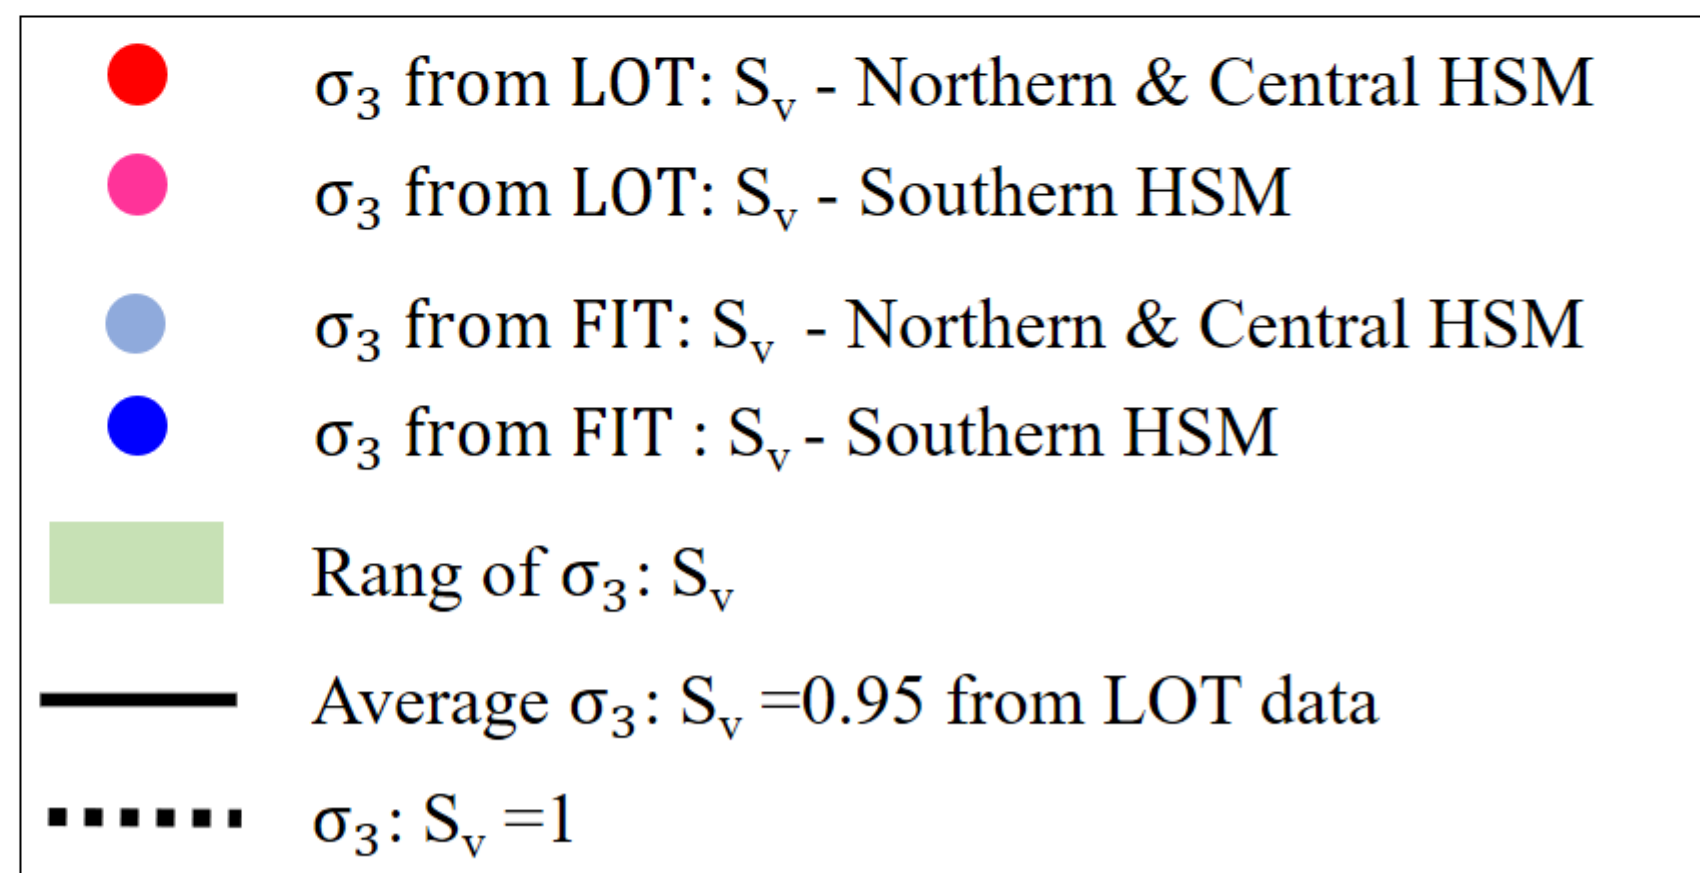 σ₃ from LOT: Sᵥ - Northern & Central HSM
σ₃ from LOT: Sᵥ - Southern HSM
σ₃ from FIT: Sᵥ - Northern & Central HSM
σ₃ from FIT : Sᵥ - Southern HSM
Rang of σ₃: Sᵥ
Average σ₃: Sᵥ =0.95 from LOT data
σ₃: Sᵥ =1